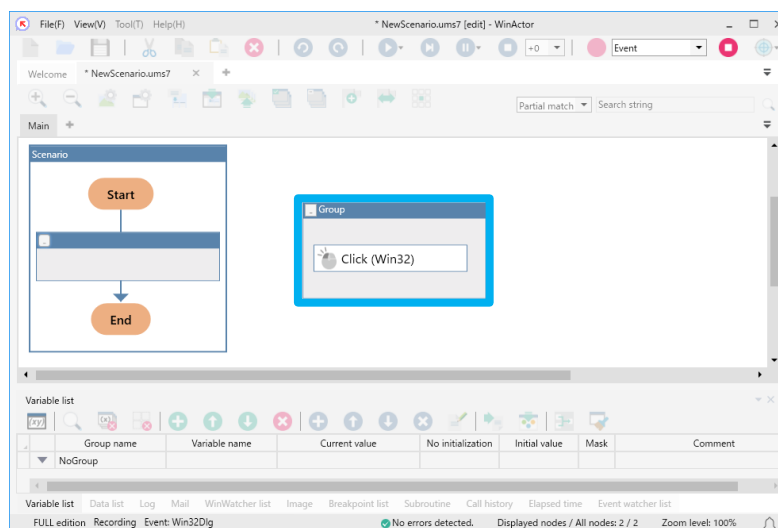 File(F) View(V) Tool(T) Help(H) * NewScenario.ums7 [edit] - WinActor
+0 Event
Welcome * NewScenario.ums7
Partial match Search string
Main
Scenario
Start
End
Group
Click (Win32)
Variable list
Group name Variable name Current value No initialization Initial value Mask Comment
NoGroup
Variable list Data list Log Mail WinWatcher list Image Breakpoint list Subroutine Call history Elapsed time Event watcher list
FULL edition Recording Event: Win32Dlg No errors detected. Displayed nodes / All nodes: 2 / 2 Zoom level: 100%